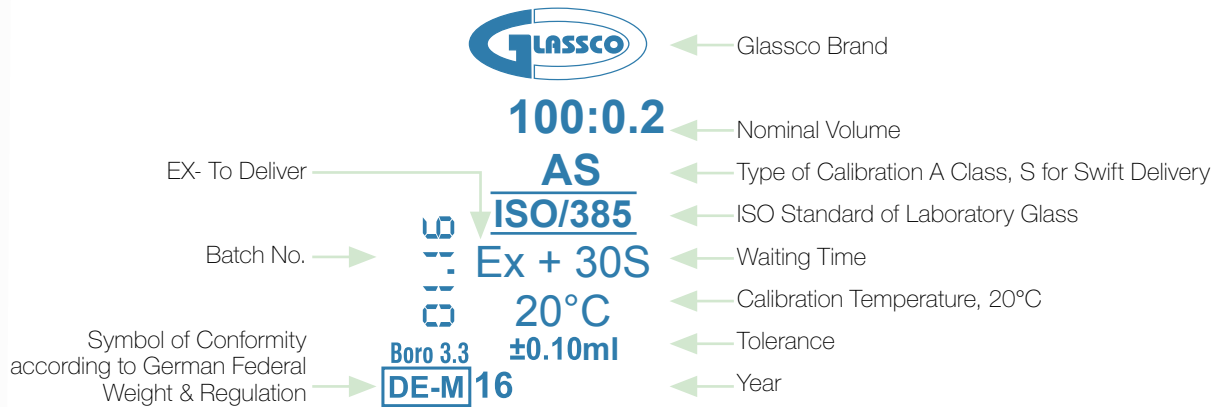 GLASSCO
Glassco Brand
100:0.2
Nominal Volume
EX- To Deliver
AS
Type of Calibration A Class, S for Swift Delivery
ISO/385
ISO Standard of Laboratory Glass
Batch No.
01.16
Ex + 30S
Waiting Time
20°C
Calibration Temperature, 20°C
Symbol of Conformity
according to German Federal
Weight & Regulation
Boro 3.3
±0.10ml
Tolerance
DE-M 16
Year